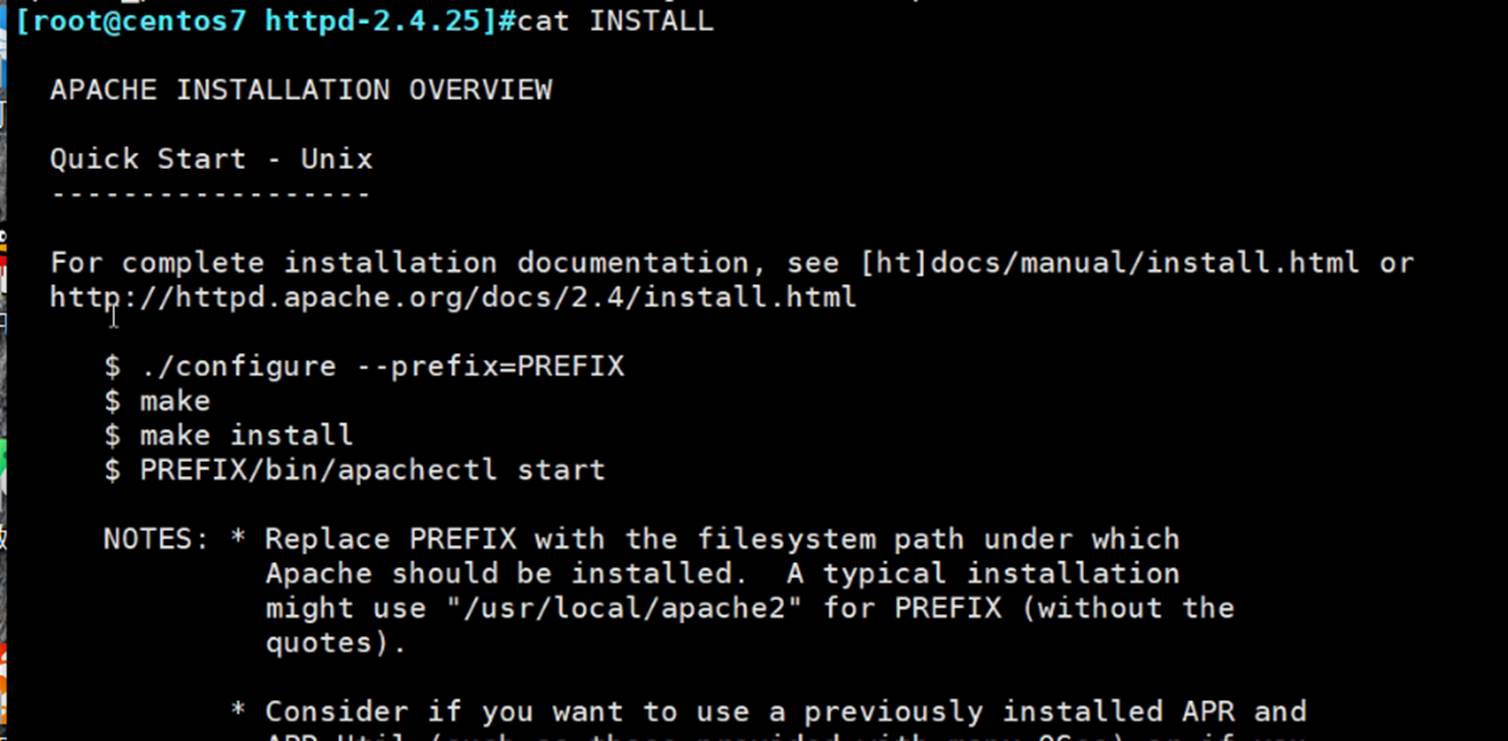 [root@centos7 httpd-2.4.25]#cat INSTALL
APACHE INSTALLATION OVERVIEW
Quick Start - Unix
------------------
For complete installation documentation, see [ht]docs/manual/install.html or
http://httpd.apache.org/docs/2.4/install.html
$ ./configure --prefix=PREFIX
$ make
$ make install
$ PREFIX/bin/apachectl start
NOTES: * Replace PREFIX with the filesystem path under which
Apache should be installed.  A typical installation
might use "/usr/local/apache2" for PREFIX (without the
quotes).
* Consider if you want to use a previously installed APR and